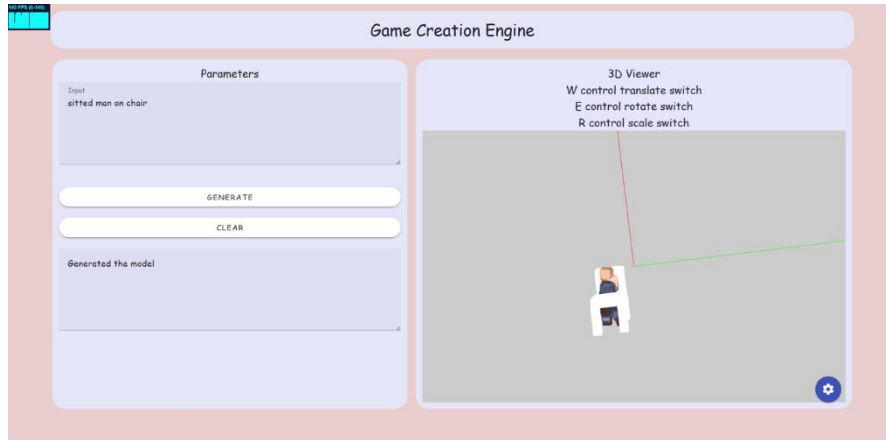 Game Creation Engine
Parameters
Input
sitted man on chair
GENERATE
CLEAR
Generated the model
3D Viewer
W control translate switch
E control rotate switch
R control scale switch